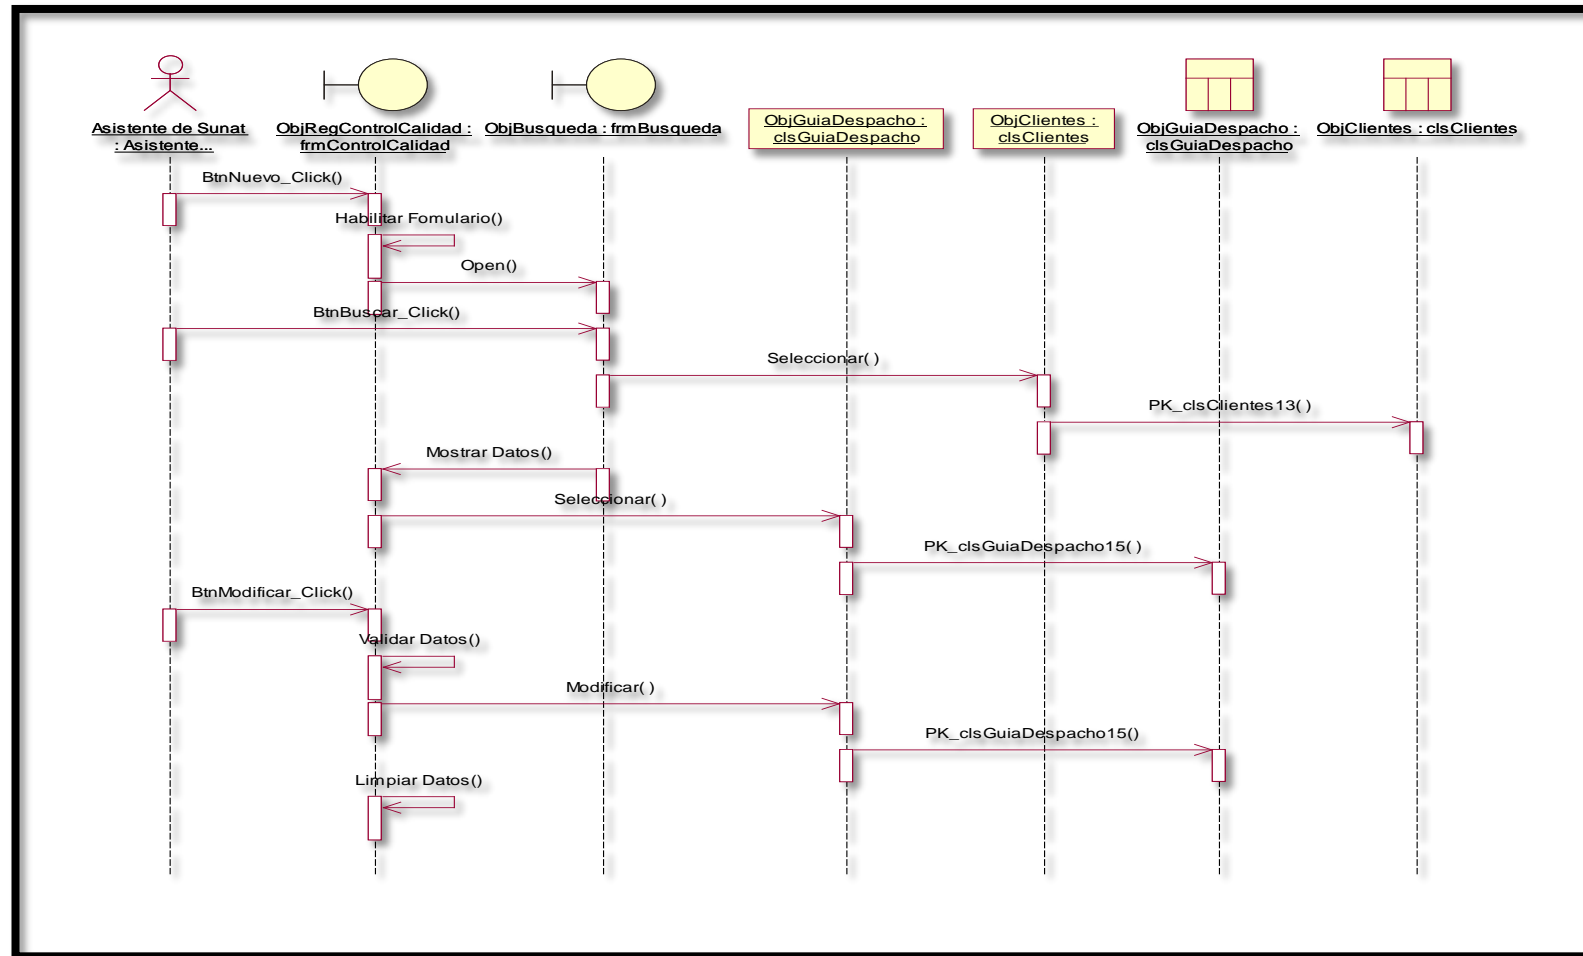 Asistente de Sunat
: Asistente...
ObjRegControlCalidad :
frmControlCalidad
ObjBusqueda : frmBusqueda
ObjGuiaDespacho :
clsGuiaDespacho
ObjClientes :
clsClientes
ObjGuiaDespacho :
clsGuiaDespacho
ObjClientes : clsClientes
BtnNuevo_Click()
Habilitar Fomulario()
Open()
BtnBuscar_Click()
Seleccionar( )
PK_clsClientes13( )
Mostrar Datos()
Seleccionar( )
PK_clsGuiaDespacho15( )
BtnModificar_Click()
Validar Datos()
Modificar( )
PK_clsGuiaDespacho15()
Limpiar Datos()